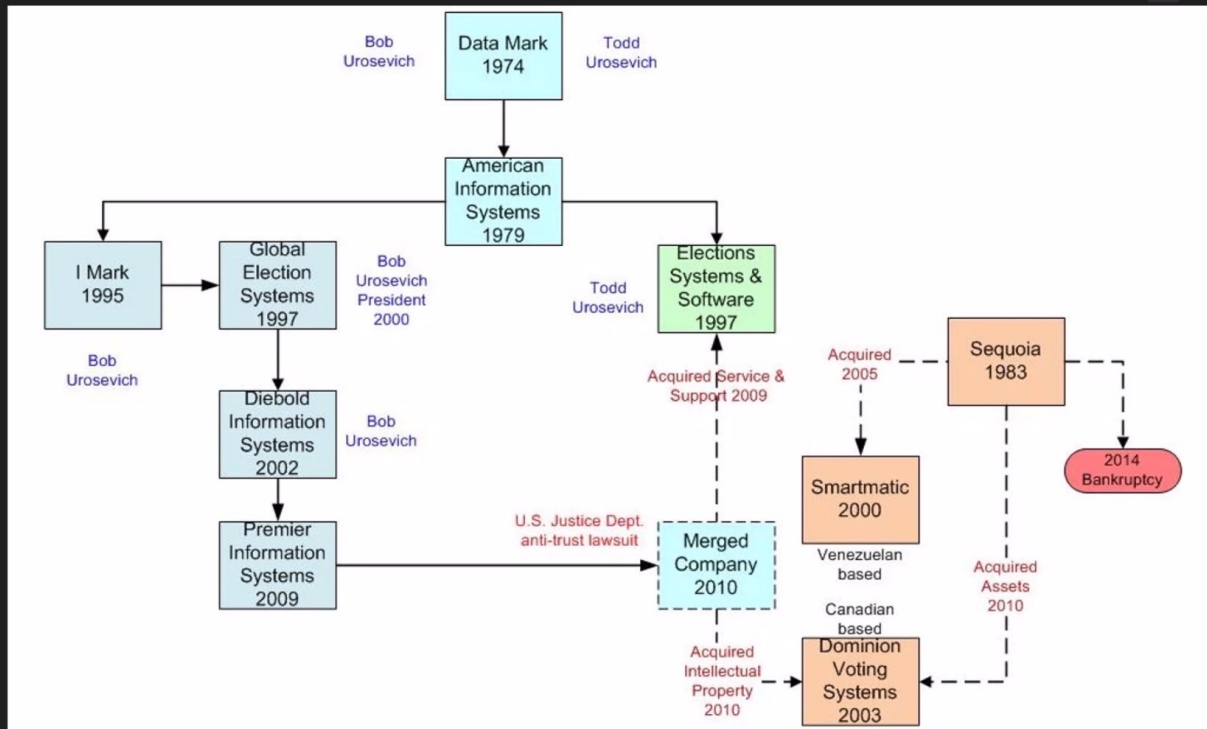 Bob
Urosevich
Data Mark
1974
Todd
Urosevich
American
Information
Systems
1979
I Mark
1995
Global
Election
Systems
1997
Bob
Urosevich
President
2000
Elections
Systems &
Software
1997
Todd
Urosevich
Bob
Urosevich
Acquired Service &
Support 2009
Acquired
2005
Sequoia
1983
Diebold
Information
Systems
2002
Bob
Urosevich
2014
Bankruptcy
Smartmatic
2000
Venezuelan
based
Premier
Information
Systems
2009
U.S. Justice Dept.
anti-trust lawsuit
Merged
Company
2010
Acquired
Assets
2010
Canadian
based
Acquired
Intellectual
Property
2010
Dominion
Voting
Systems
2003